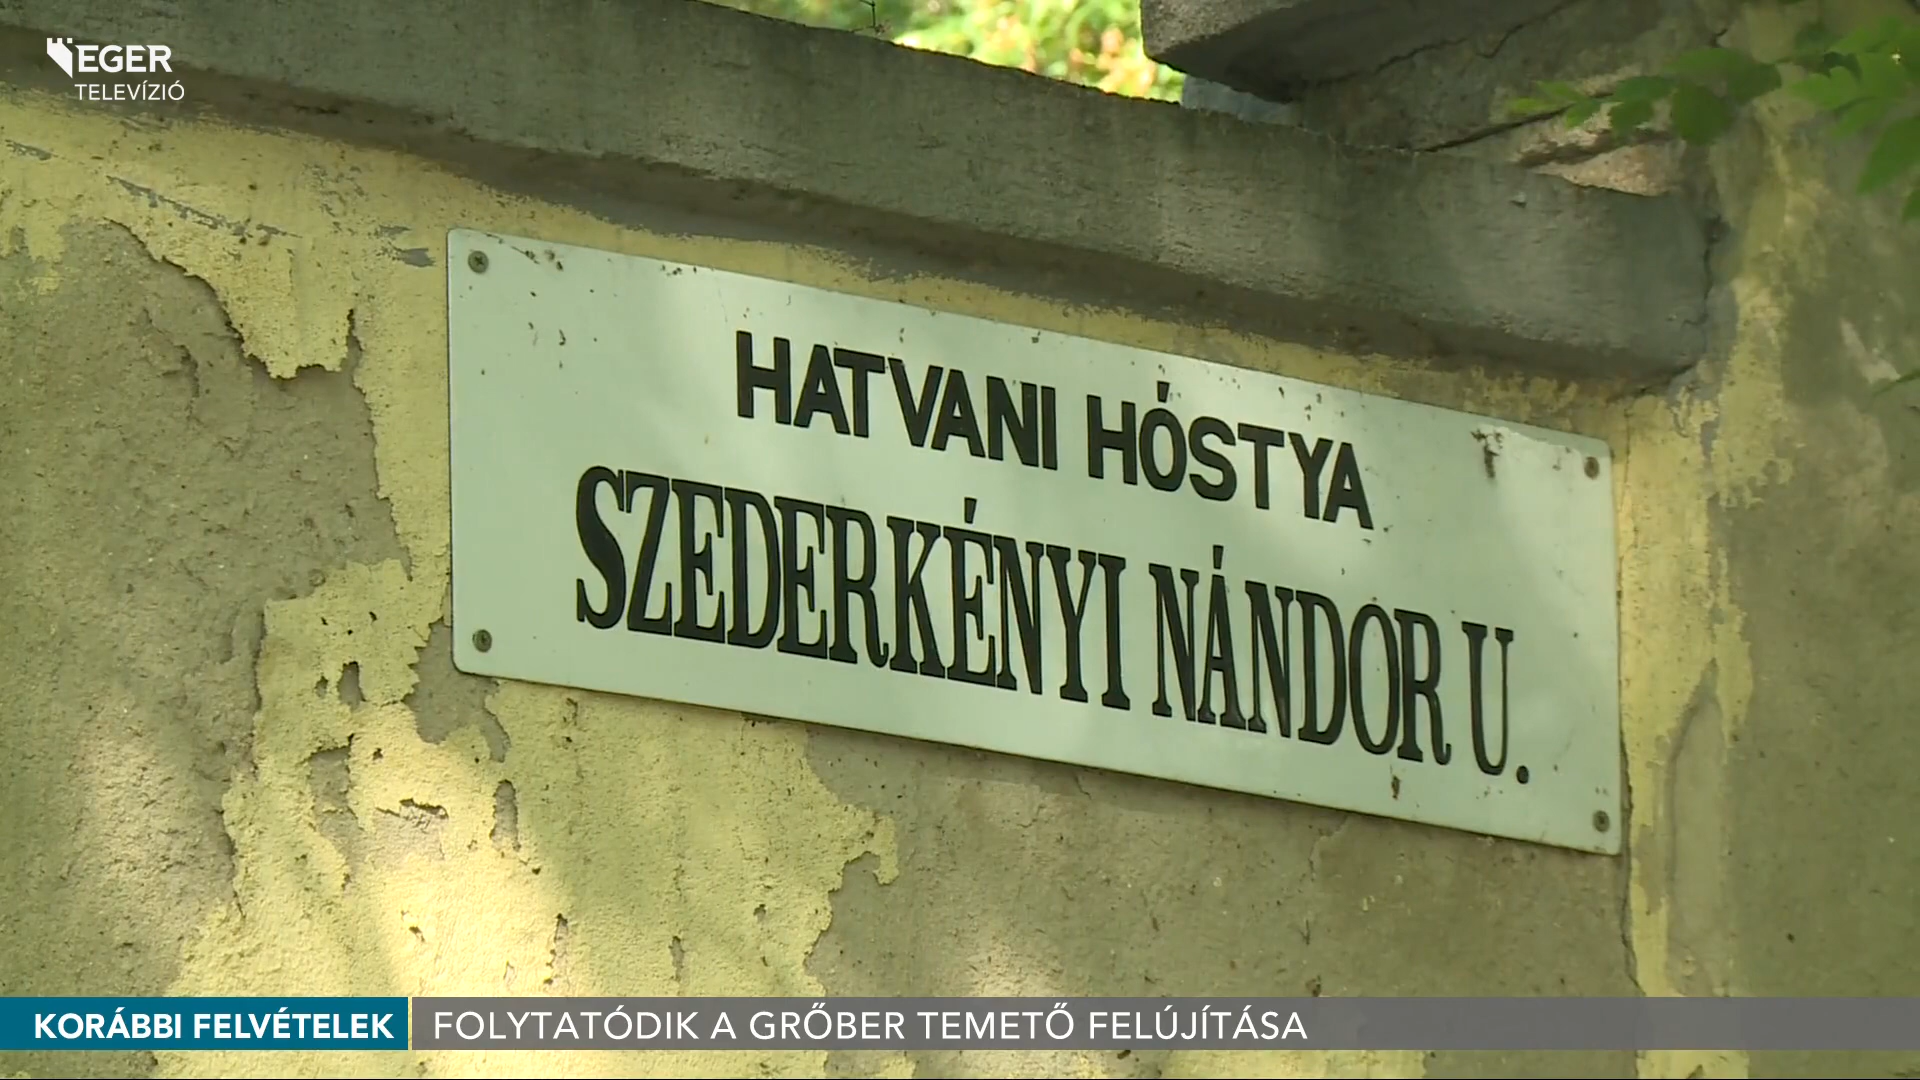 EGER
TELEVÍZIÓ
HATVANI HÓSTYA
SZEDERKÉNYI NÁNDOR U.
KORÁBBI FELVÉTELEK
FOLYTATÓDIK A GRŐBER TEMETŐ FELÚJÍTÁSA